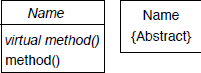 Name
virtual method()
method()
Name
{Abstract}